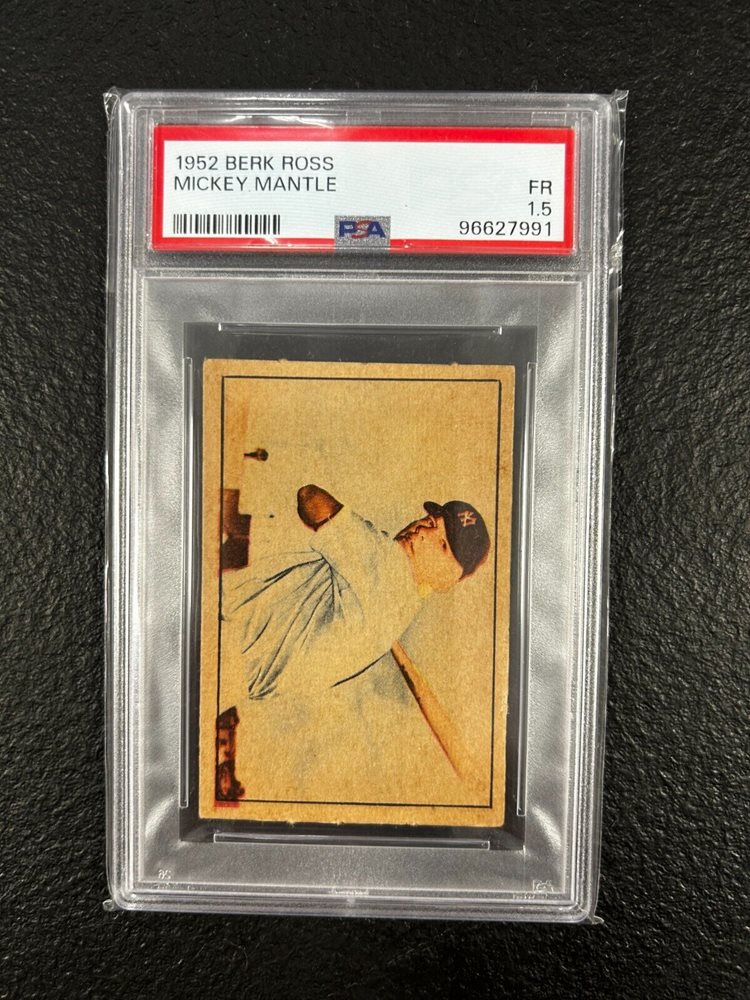 1952 BERK ROSS
MICKEY MANTLE
FR
1.5
96627991
PSA